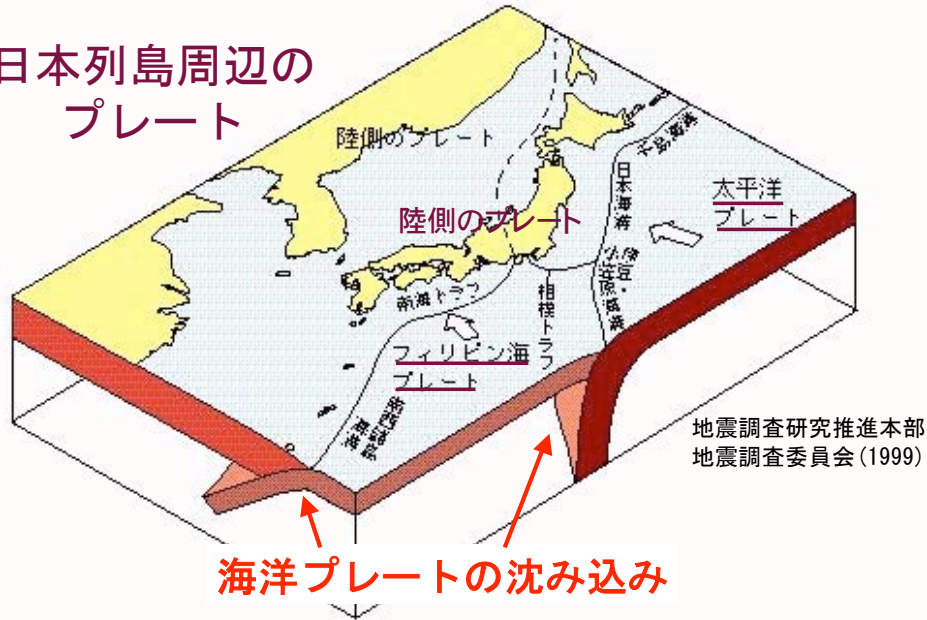 日本列島周辺の
プレート
陸側のプレート
陸側のプレート
千島海溝
日本海溝
太平洋
プレート
伊豆・
小笠原海溝
相模トラフ
南海トラフ
フィリピン海
プレート
南西諸島
海溝
地震調査研究推進本部
地震調査委員会(1999)
海洋プレートの沈み込み